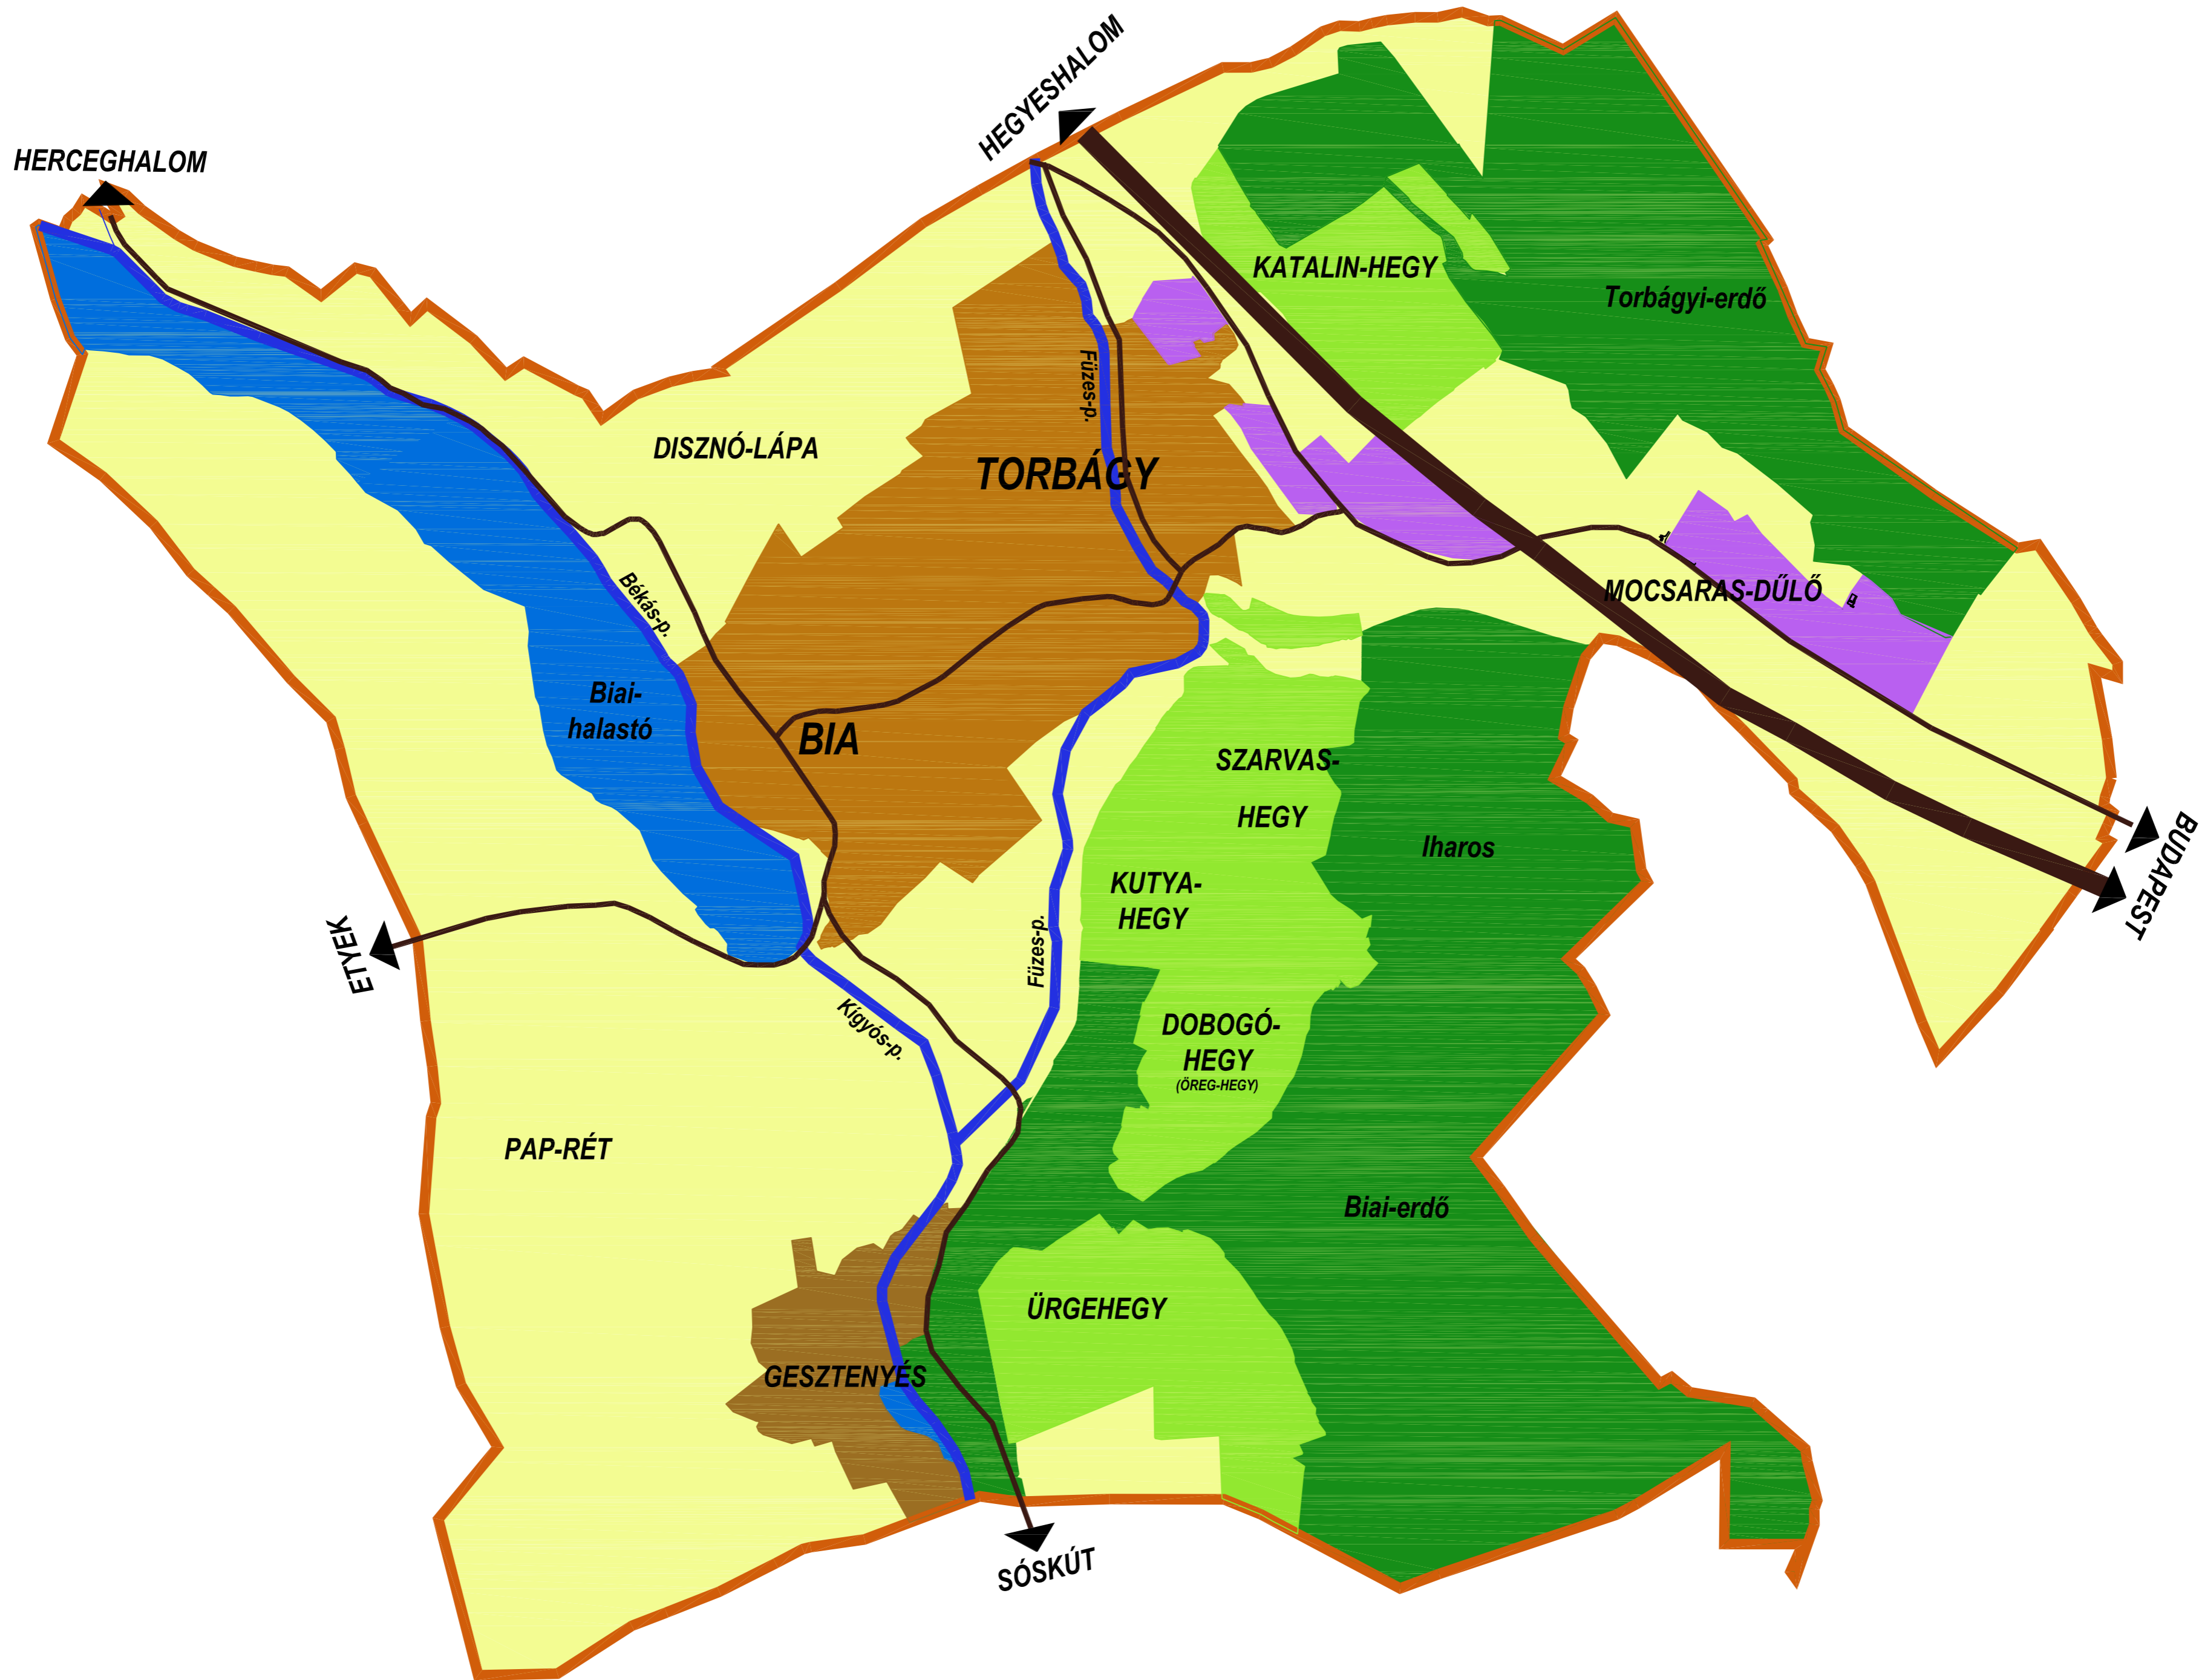 HEGYESHALOM
HERCEGHALOM
KATALIN-HEGY
Torbágyi-erdő
Füzes-p.
DISZNÓ-LÁPA
TORBÁGY
MOCSARAS-DŰLŐ
Békás-p.
Biai-
halastó
BIA
SZARVAS-
HEGY
Iharos
BUDAPEST
KUTYA-
HEGY
ETYEK
Füzes-p.
Kígyós-p.
DOBOGÓ-
HEGY
(ÖREG-HEGY)
PAP-RÉT
Biai-erdő
ÜRGEHEGY
GESZTENYÉS
SÓSKÚT